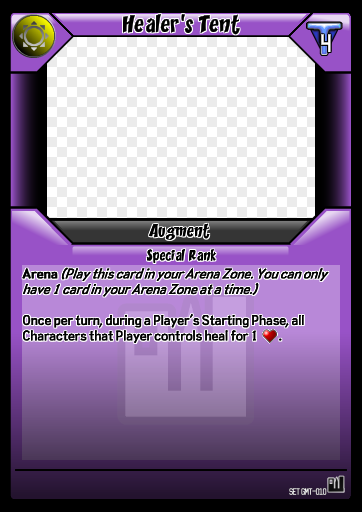 Healer's Tent
4
Augment
Special Rank
Arena (Play this card in your Arena Zone. You can only
have 1 card in your Arena Zone at a time.)
Once per turn, during a Player's Starting Phase, all
Characters that Player controls heal for 1 .
SET GMT-010